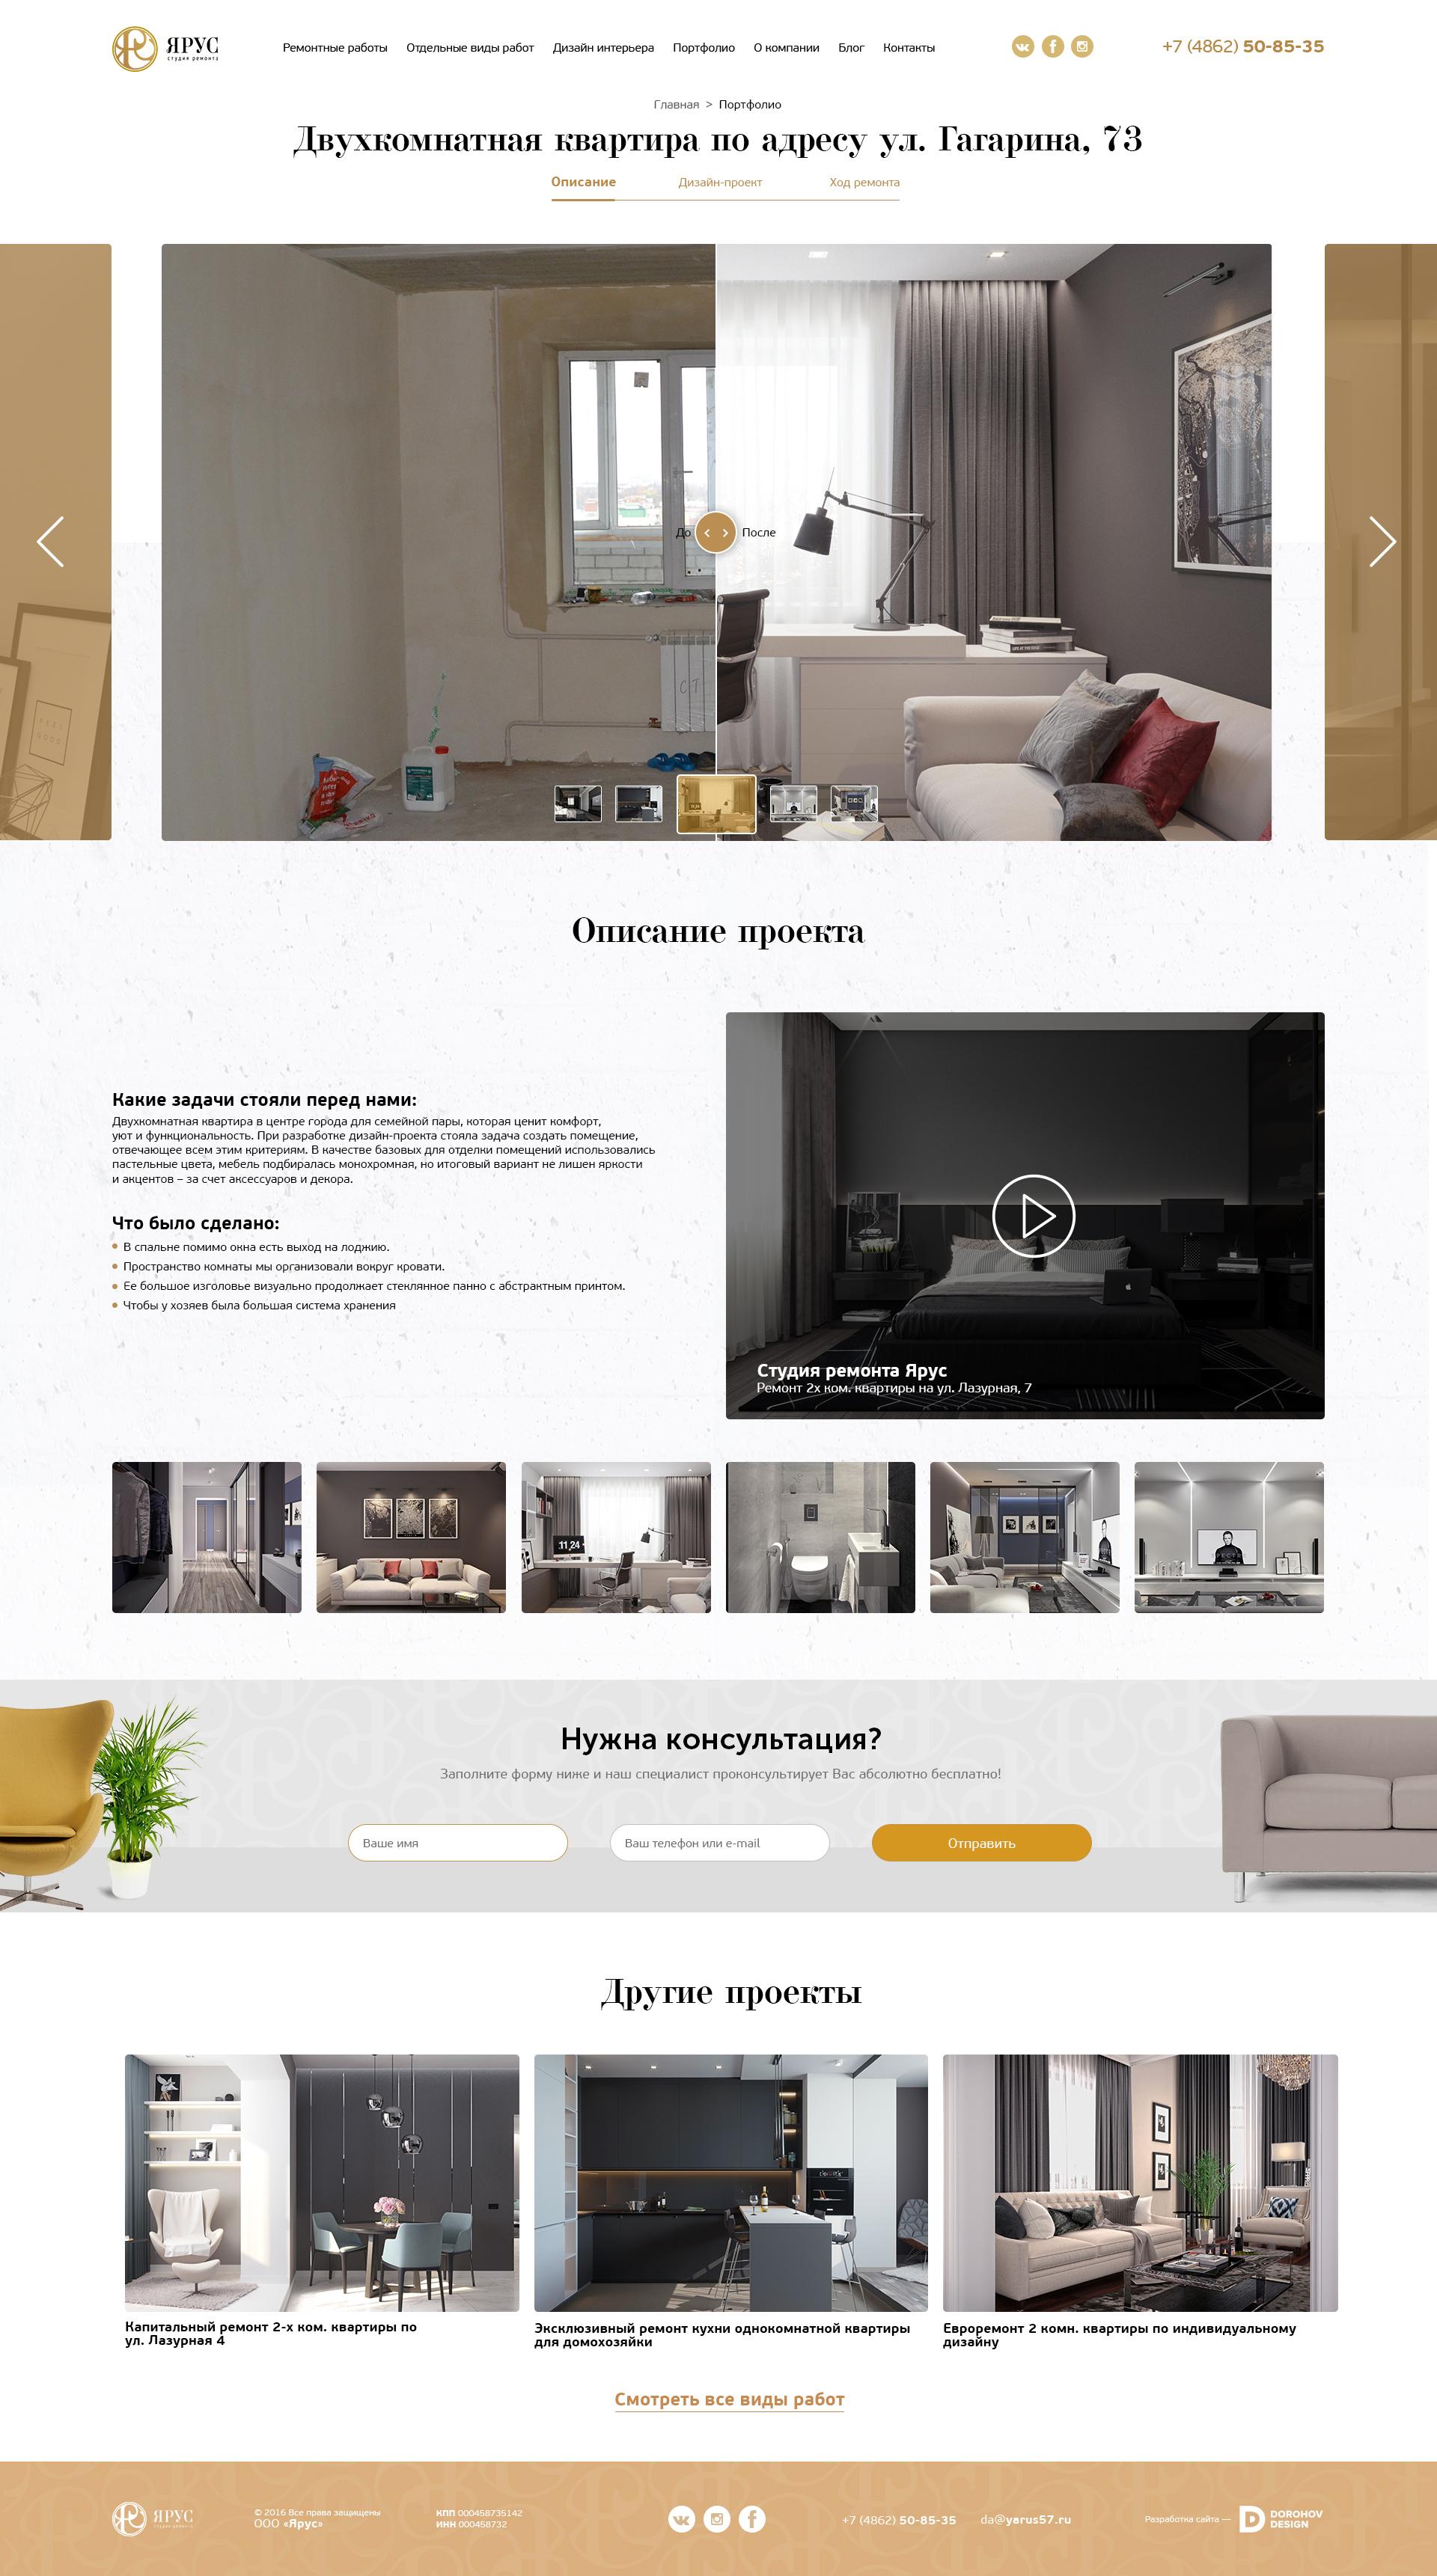 ЯРУС
студия ремонта
Ремонтные работы
Отдельные виды работ
Дизайн интерьера
Портфолио
О компании
Блог
Контакты
+7 (4862) 50-85-35
Главная > Портфолио
Двухкомнатная квартира по адресу ул. Гагарина, 73
Описание
Дизайн-проект
Ход ремонта
До
После
FEEL
GOOD
СТ
Описание проекта
Какие задачи стояли перед нами:
Двухкомнатная квартира в центре города для семейной пары, которая ценит комфорт,
уют и функциональность. При разработке дизайн-проекта стояла задача создать помещение,
отвечающее всем этим критериям. В качестве базовых для отделки помещений использовались
пастельные цвета, мебель подбиралась монохромная, но итоговый вариант не лишен яркости
и акцентов – за счет аксессуаров и декора.
Что было сделано:
В спальне помимо окна есть выход на лоджию.
Пространство комнаты мы организовали вокруг кровати.
Ее большое изголовье визуально продолжает стеклянное панно с абстрактным принтом.
Чтобы у хозяев была большая система хранения
Студия ремонта Ярус
Ремонт 2х ком. квартиры на ул. Лазурная, 7
11 24
Нужна консультация?
Заполните форму ниже и наш специалист проконсультирует Вас абсолютно бесплатно!
Ваше имя
Ваш телефон или e-mail
Отправить
Другие проекты
Капитальный ремонт 2-х ком. квартиры по
ул. Лазурная 4
Эксклюзивный ремонт кухни однокомнатной квартиры
для домохозяйки
Евроремонт 2 комн. квартиры по индивидуальному
дизайну
Смотреть все виды работ
ЯРУС
студия ремонта
© 2016 Все права защищены
ООО «Ярус»
КПП 000458735142
ИНН 000458732
+7 (4862) 50-85-35
da@yarus57.ru
Разработка сайта —
DOROHOV
DESIGN